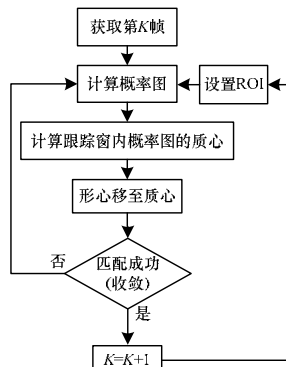 获取第K帧
计算概率图
设置ROI
计算跟踪窗内概率图的质心
形心移至质心
否
匹配成功
(收敛)
是
K=K+1